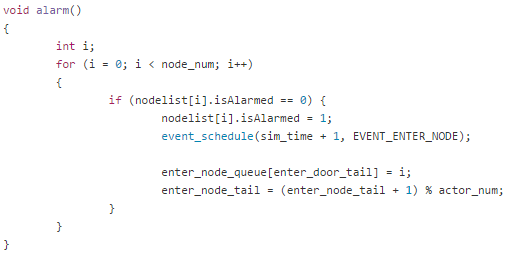 void alarm()
{
        int i;
        for (i = 0; i < node_num; i++)
        {
                if (nodelist[i].isAlarmed == 0) {
                        nodelist[i].isAlarmed = 1;
                        event_schedule(sim_time + 1, EVENT_ENTER_NODE);

                        enter_node_queue[enter_door_tail] = i;
                        enter_node_tail = (enter_node_tail + 1) % actor_num;
                }
        }
}